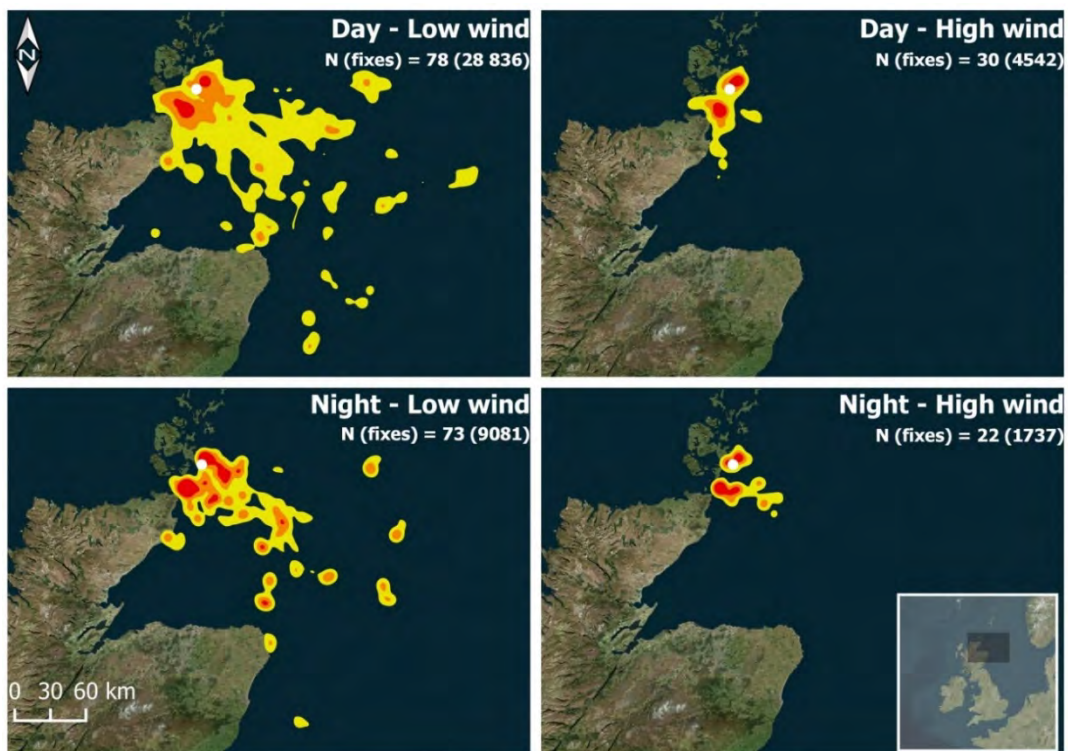 N
Day - Low wind
N (fixes) = 78 (28 836)
Day - High wind
N (fixes) = 30 (4542)
Night - Low wind
N (fixes) = 73 (9081)
Night - High wind
N (fixes) = 22 (1737)
0 30 60 km